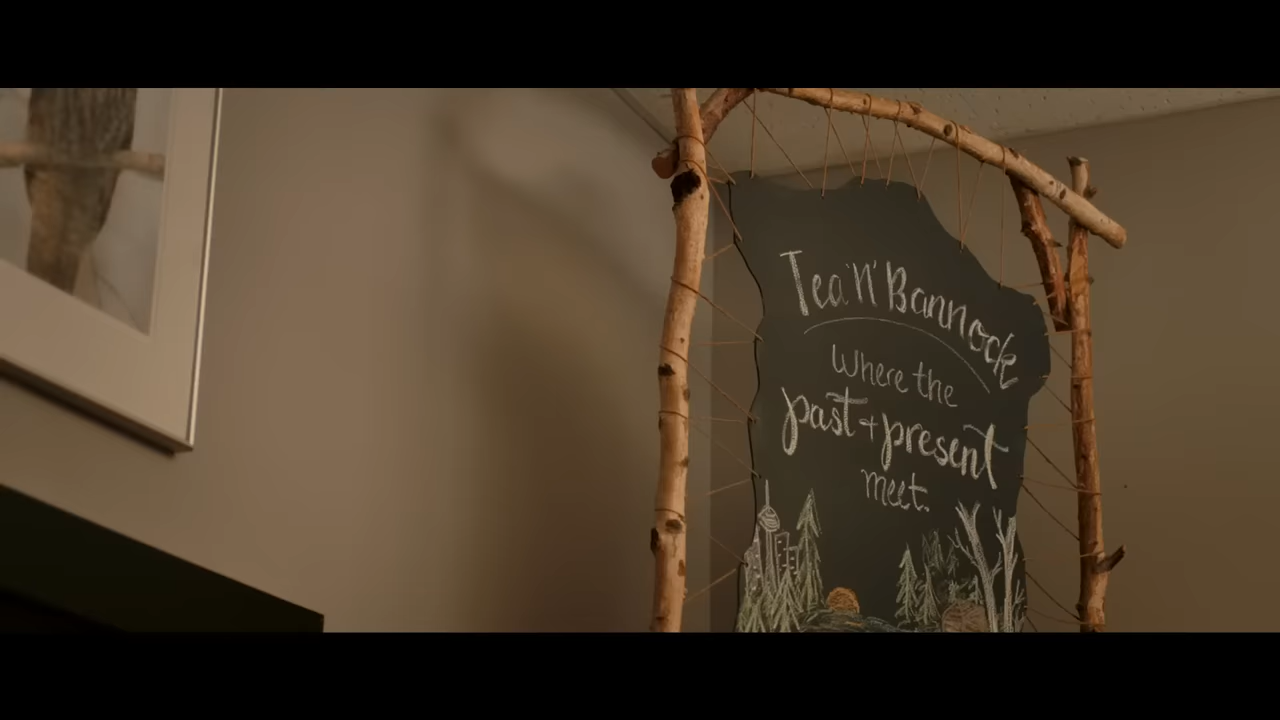 Tea 'N' Bannock
Where the
past + present
meet.